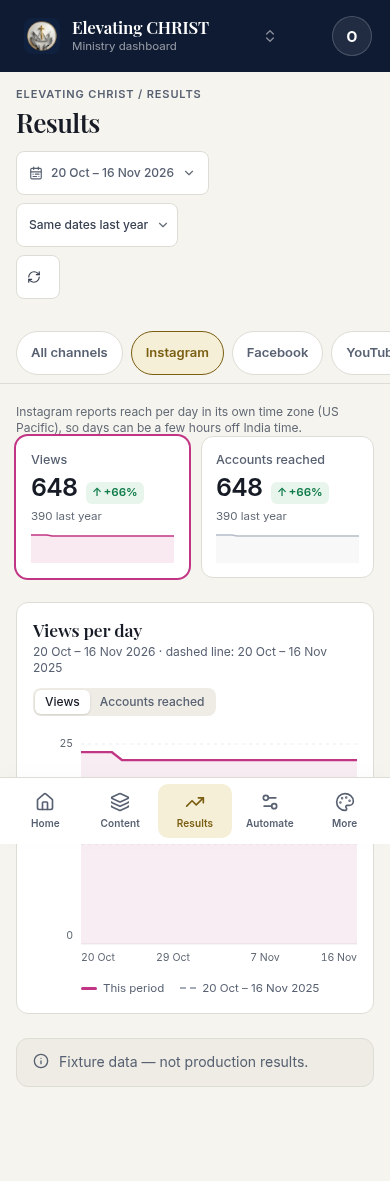 Elevating CHRIST
Ministry dashboard
O
ELEVATING CHRIST / RESULTS
Results
20 Oct – 16 Nov 2026
Same dates last year
All channels
Instagram
Facebook
YouTub
Instagram reports reach per day in its own time zone (US
Pacific), so days can be a few hours off India time.
Views
648 ↑+66%
390 last year
Accounts reached
648 ↑+66%
390 last year
Views per day
20 Oct – 16 Nov 2026 · dashed line: 20 Oct – 16 Nov
2025
Views
Accounts reached
25
Home
Content
Results
Automate
More
0
20 Oct
29 Oct
7 Nov
16 Nov
This period
20 Oct – 16 Nov 2025
Fixture data — not production results.